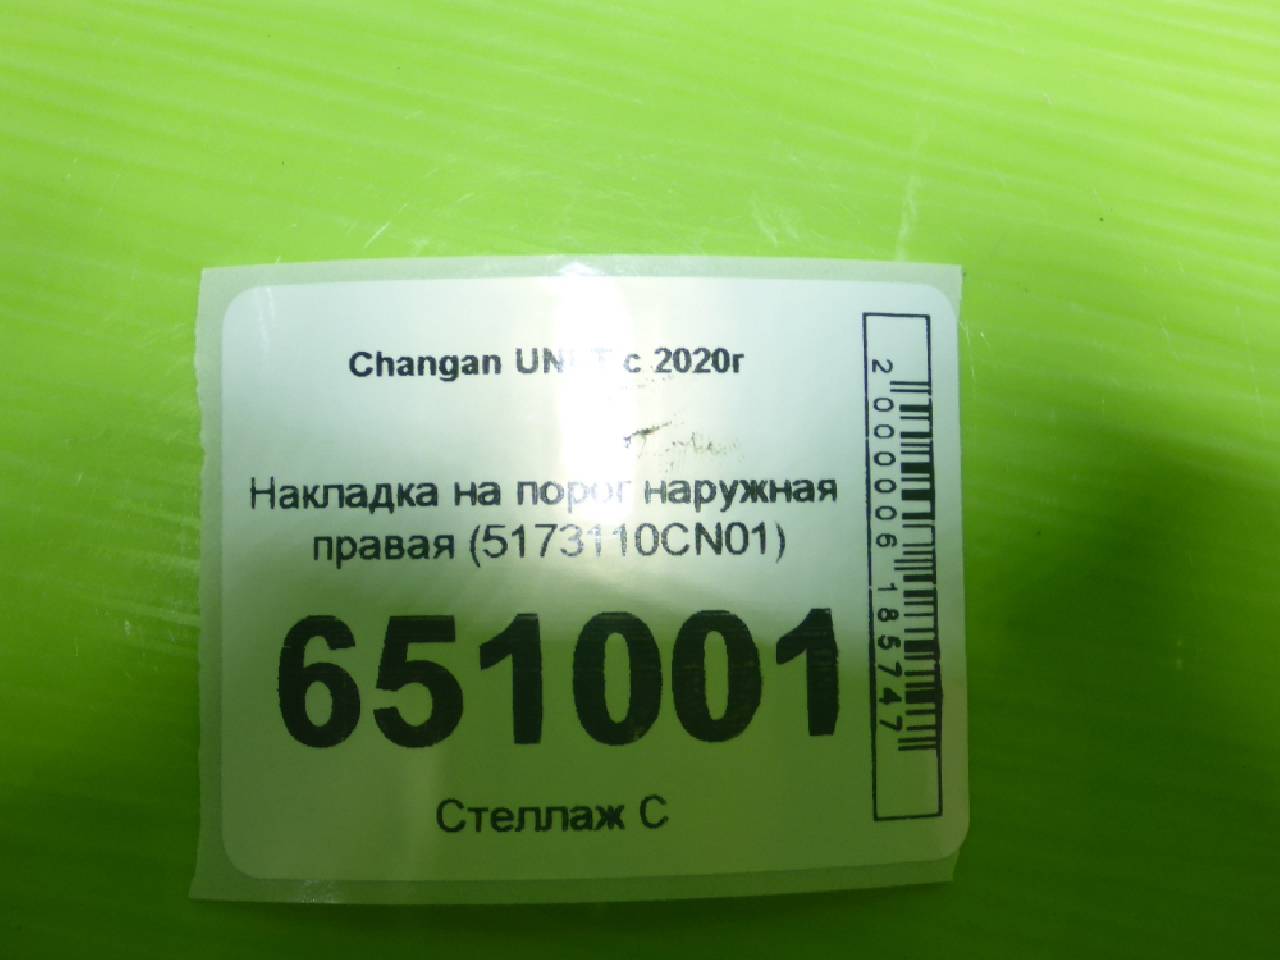 Changan UNI-T с 2020г
Накладка на порог наружная
правая (5173110CN01)
651001
Стеллаж С
2000006185747